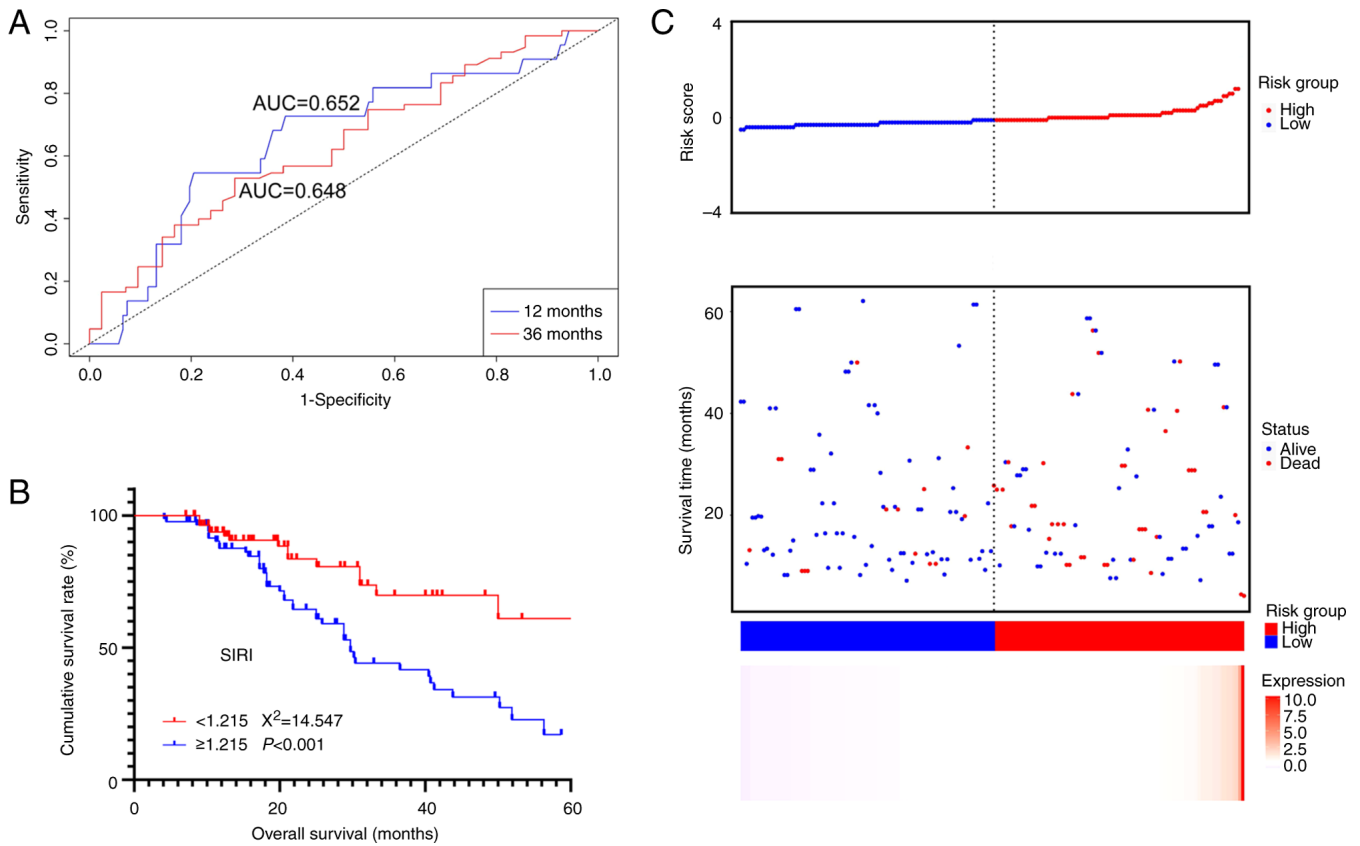 A
1.0
0.8
0.6
0.4
0.2
0.0
Sensitivity
AUC=0.652
AUC=0.648
12 months
36 months
0.0 0.2 0.4 0.6 0.8 1.0
1-Specificity
B
100
50
0
Cumulative survival rate (%)
SIRI
<1.215 X²=14.547
≥1.215 P<0.001
0 20 40 60
Overall survival (months)
C
4
0
−4
Risk score
Risk group
High
Low
60
40
20
Survival time (months)
Status
Alive
Dead
Risk group
High
Low
Expression
10.0
7.5
5.0
2.5
0.0